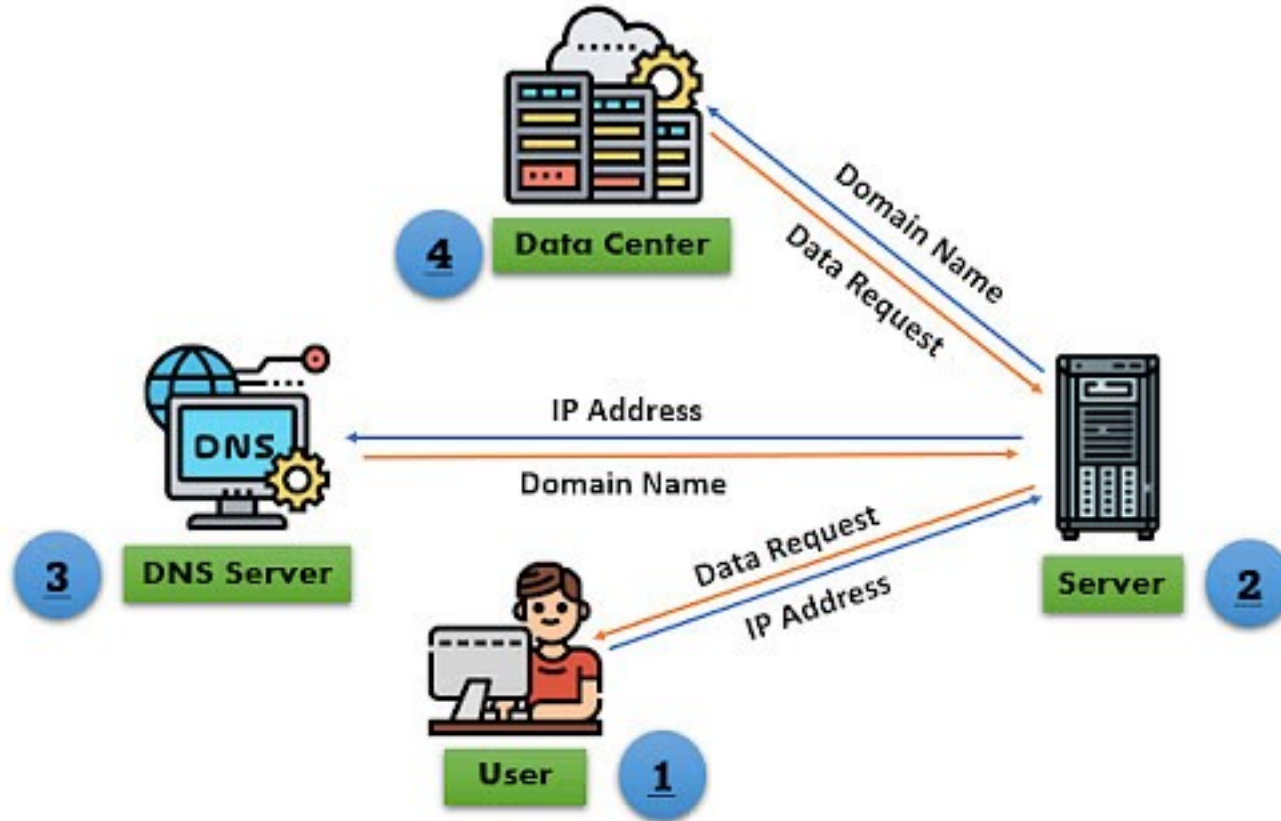 4
Data Center
Domain Name
Data Request
DNS
IP Address
Domain Name
3
DNS Server
Data Request
IP Address
Server
2
User
1